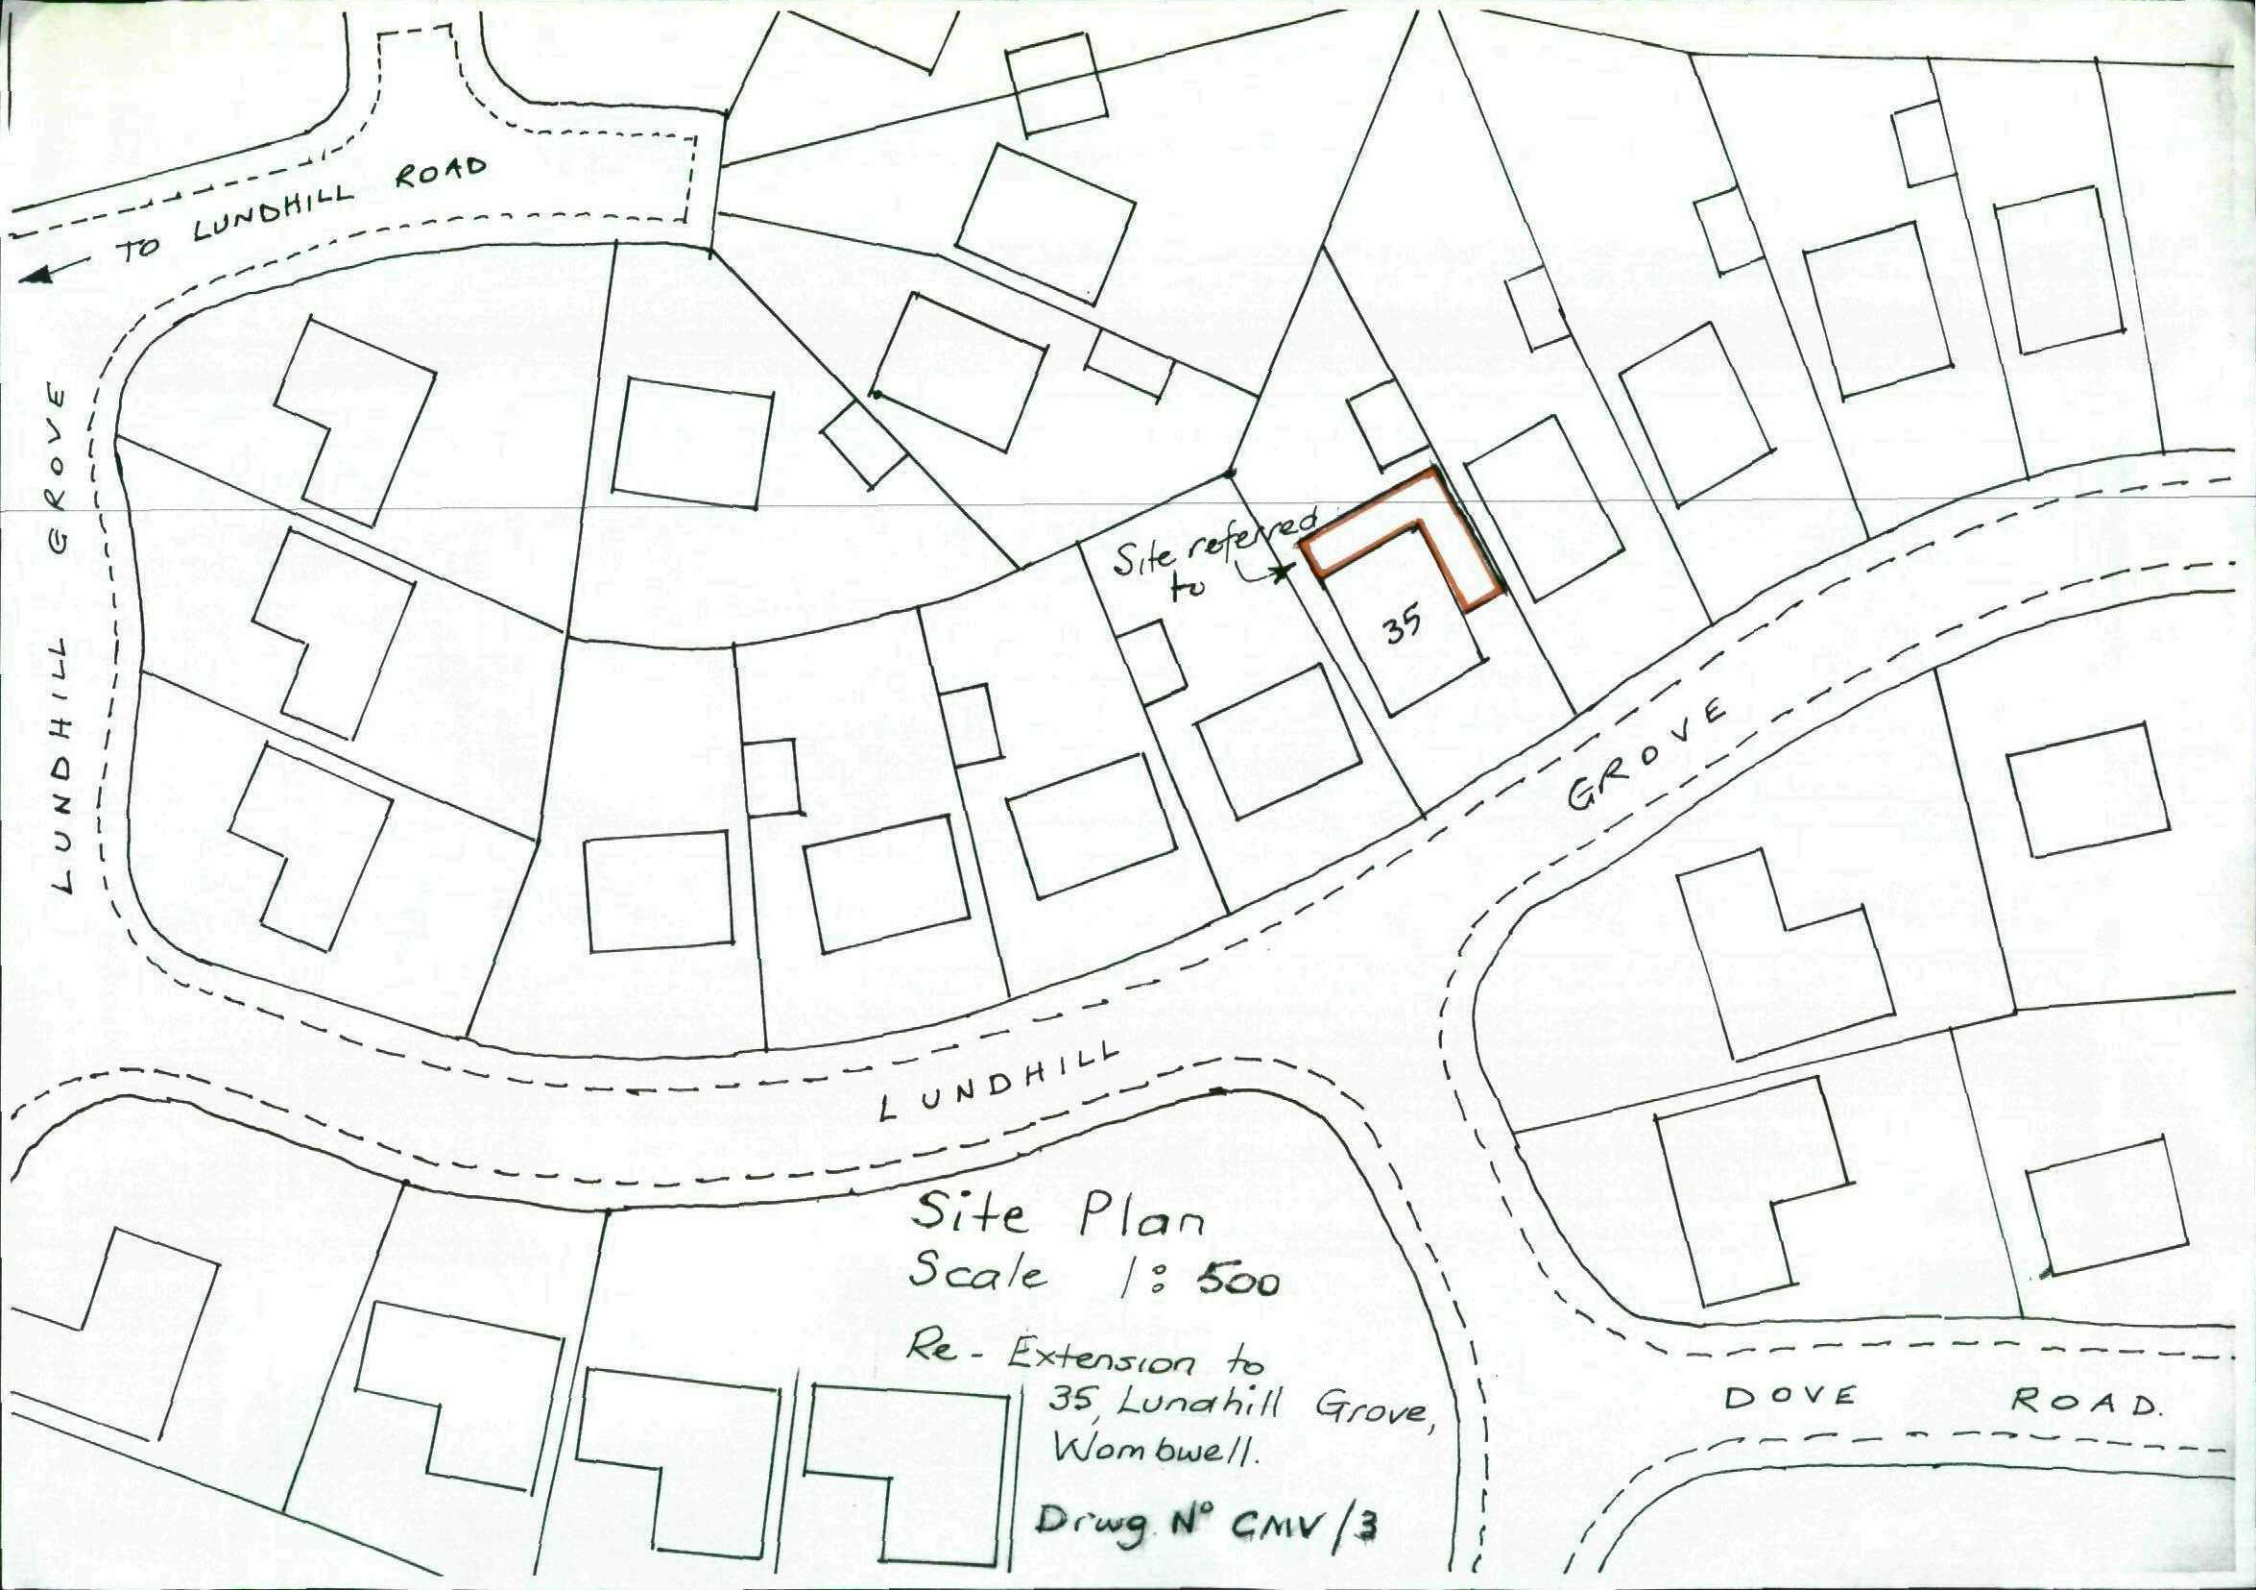 TO LUNDHILL ROAD
LUNDHILL GROVE
Site referred
to
35
GROVE
LUNDHILL
Site Plan
Scale 1:500
Re - Extension to
35, Lundhill Grove,
Wombwell.
Drwg. Nº CMV/3
DOVE ROAD.